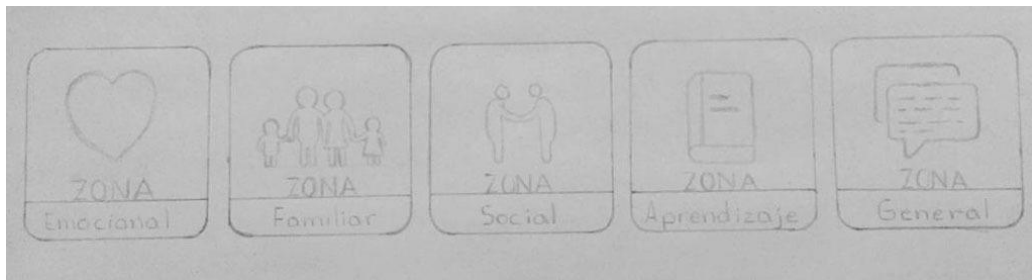 ZONA
Emocional
ZONA
Familiar
ZONA
Social
ZONA
Aprendizaje
ZONA
General